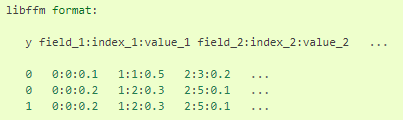 libffm format:
y field_1:index_1:value_1 field_2:index_2:value_2 ...
0 0:0:0.1 1:1:0.5 2:3:0.2 ...
0 0:0:0.2 1:2:0.3 2:5:0.1 ...
1 0:0:0.2 1:2:0.3 2:5:0.1 ...